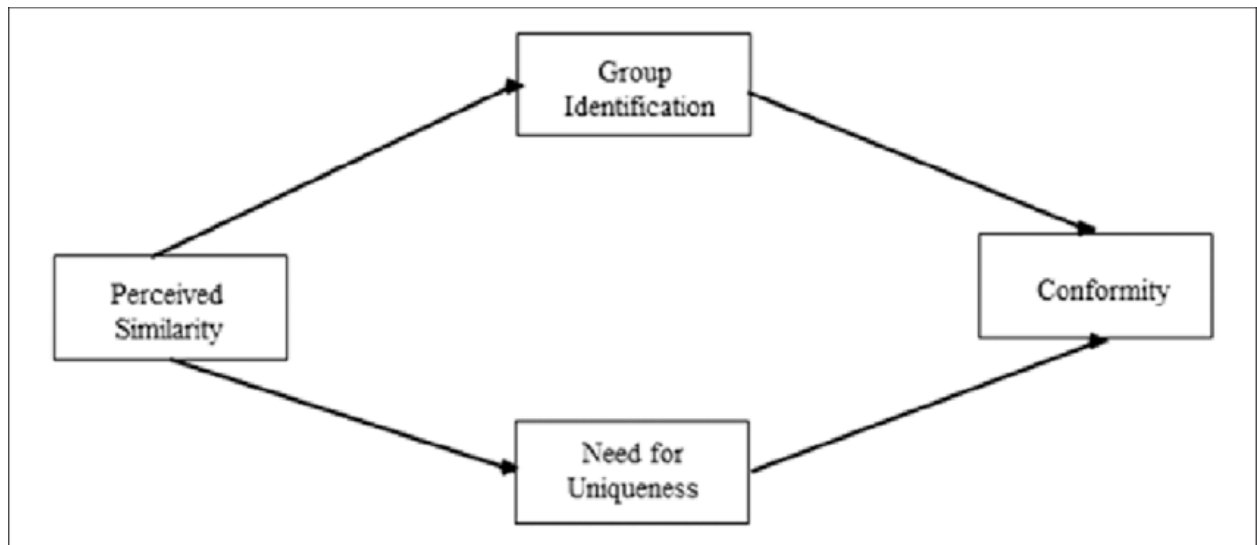 Group
Identification
Perceived
Similarity
Conformity
Need for
Uniqueness